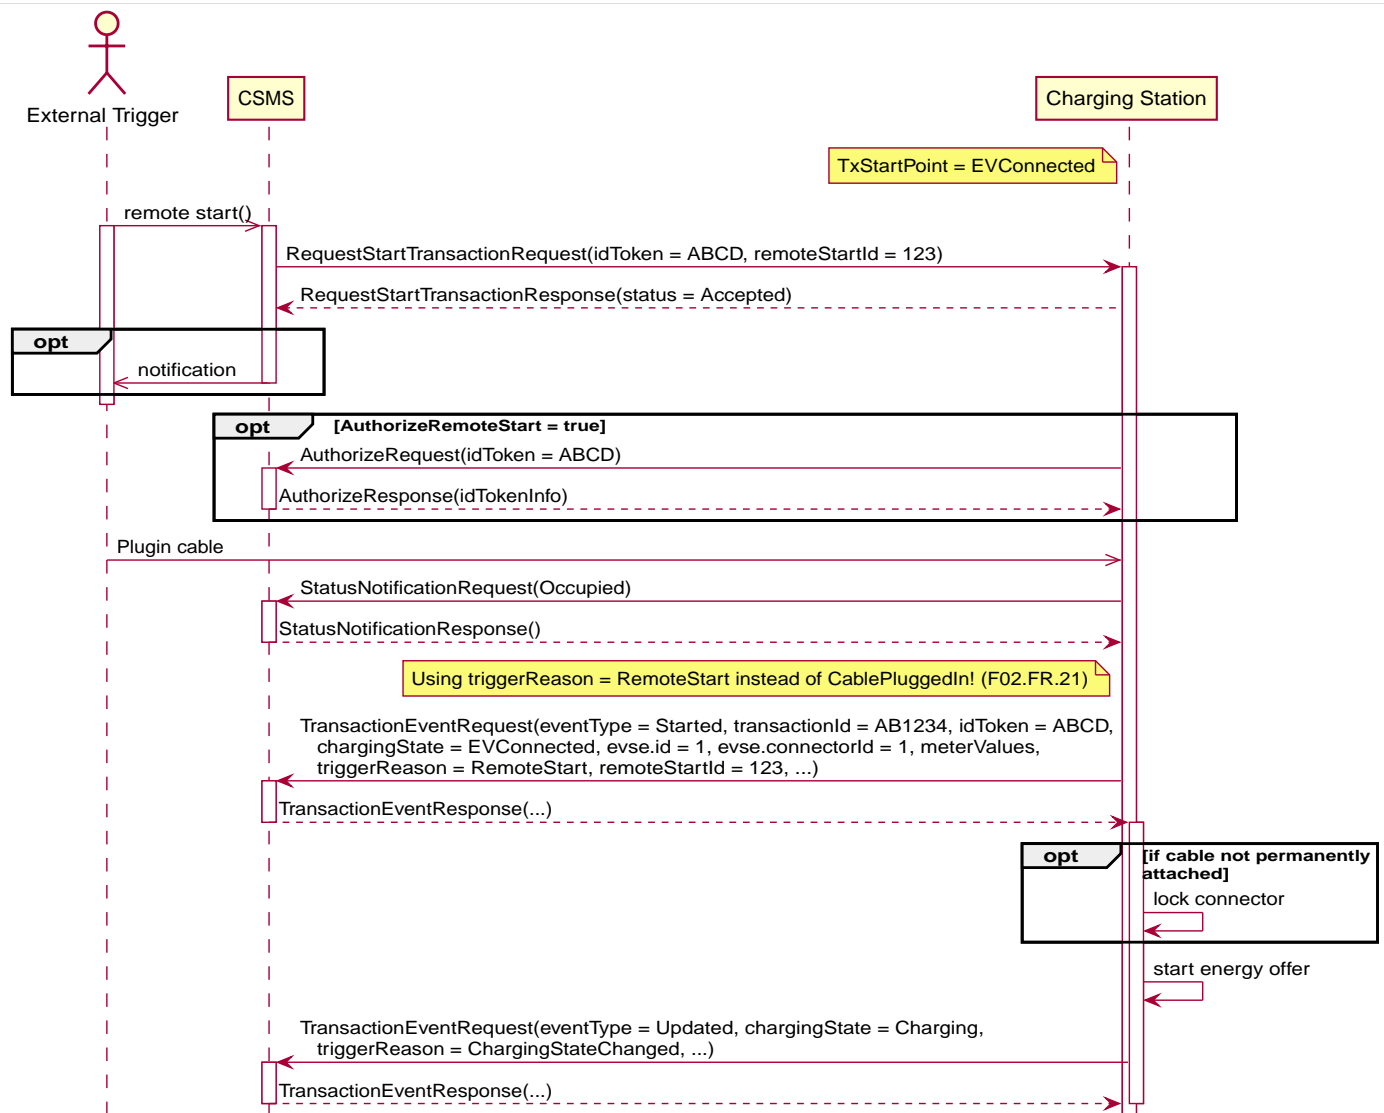 External Trigger
CSMS
Charging Station
TxStartPoint = EVConnected
remote start()
RequestStartTransactionRequest(idToken = ABCD, remoteStartId = 123)
RequestStartTransactionResponse(status = Accepted)
opt
notification
opt [AuthorizeRemoteStart = true]
AuthorizeRequest(idToken = ABCD)
AuthorizeResponse(idTokenInfo)
Plugin cable
StatusNotificationRequest(Occupied)
StatusNotificationResponse()
Using triggerReason = RemoteStart instead of CablePluggedIn! (F02.FR.21)
TransactionEventRequest(eventType = Started, transactionId = AB1234, idToken = ABCD,
chargingState = EVConnected, evse.id = 1, evse.connectorId = 1, meterValues,
triggerReason = RemoteStart, remoteStartId = 123, ...)
TransactionEventResponse(...)
opt [if cable not permanently
attached]
lock connector
start energy offer
TransactionEventRequest(eventType = Updated, chargingState = Charging,
triggerReason = ChargingStateChanged, ...)
TransactionEventResponse(...)